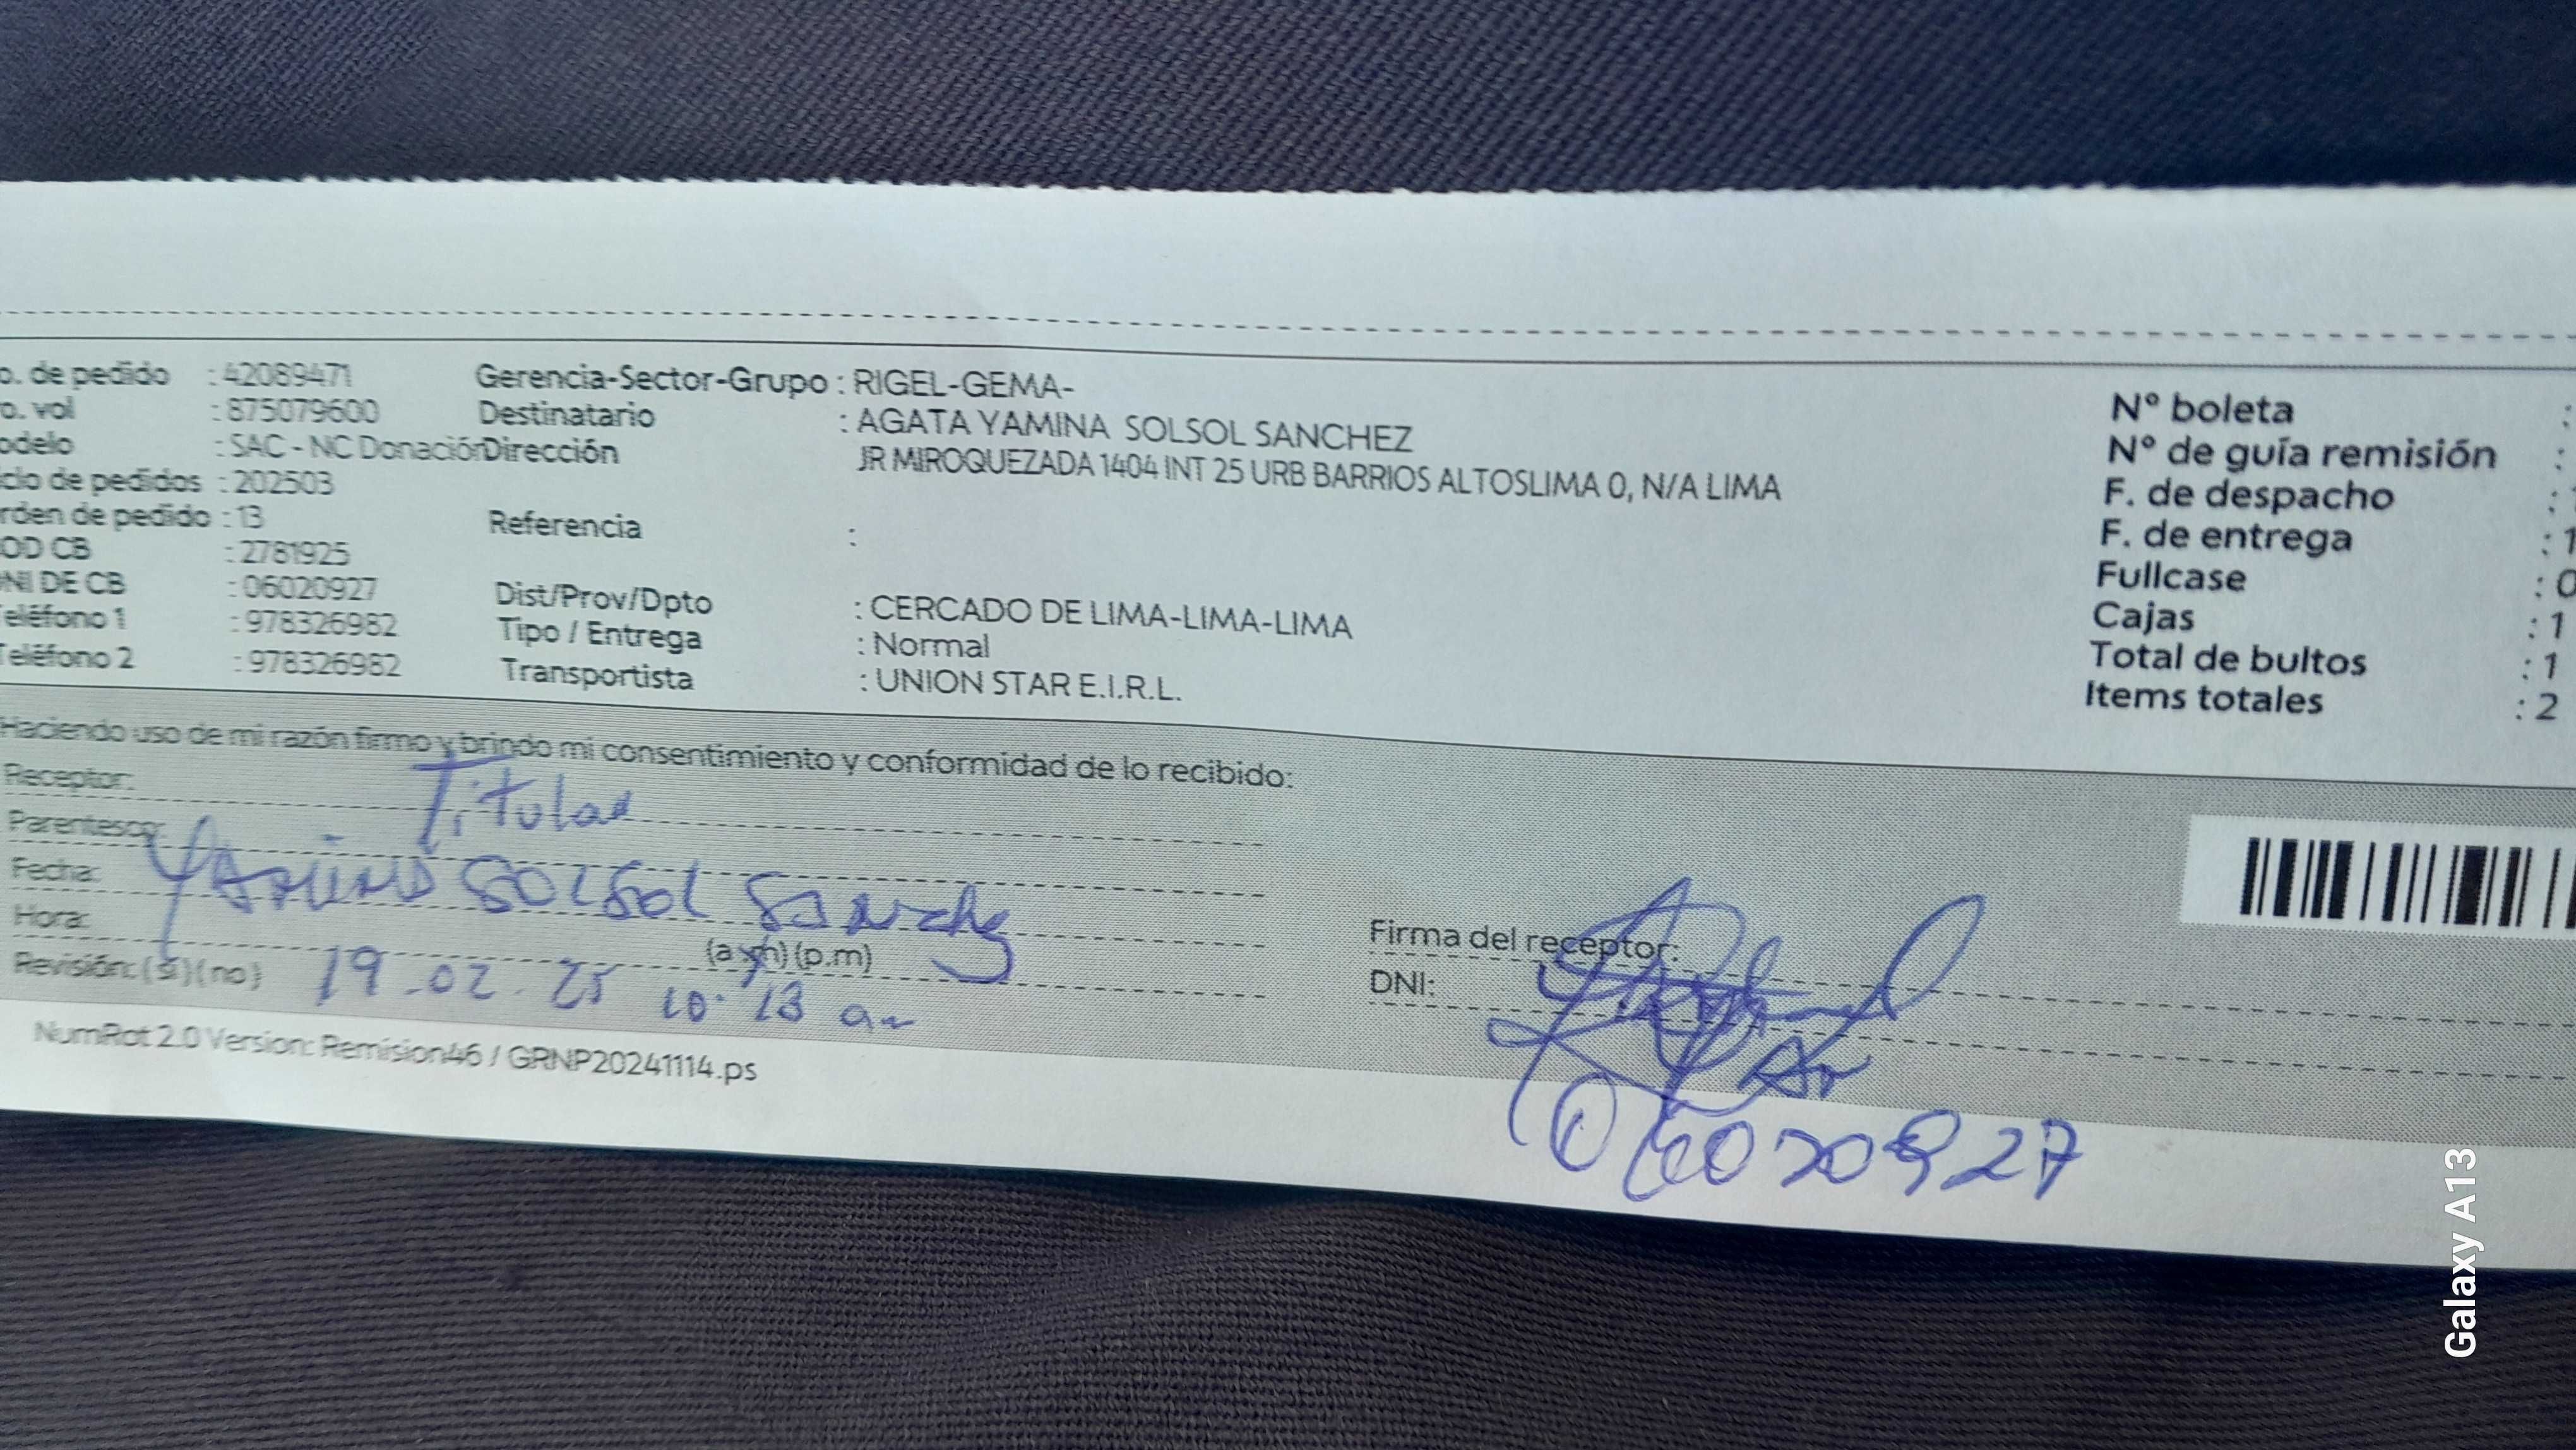 o. de pedido : 42089471
o. vol : 875079600
odelo : SAC - NC Donación
clo de pedidos : 202503
rden de pedido : 13
OD CB : 2781925
NI DE CB : 06020927
eléfono 1 : 978326982
Teléfono 2 : 978326982
Gerencia-Sector-Grupo : RIGEL-GEMA-
Destinatario : AGATA YAMINA SOLSOL SANCHEZ
Dirección JR MIROQUEZADA 1404 INT 25 URB BARRIOS ALTOSLIMA 0, N/A LIMA
Referencia :
Dist/Prov/Dpto : CERCADO DE LIMA-LIMA-LIMA
Tipo / Entrega : Normal
Transportista : UNION STAR E.I.R.L.
N° boleta :
N° de guía remisión :
F. de despacho :
F. de entrega : 1
Fullcase : 0
Cajas : 1
Total de bultos : 1
Items totales : 2
Haciendo uso de mi razón firmo y brindo mi consentimiento y conformidad de lo recibido:
Receptor:
Titular
Parentesco:
Fecha: Yamina SOLSOL Sanchez
Hora: (a.m) (p.m)
Revisión: (si) (no) 19-02-25 10:13 am
Firma del receptor:
DNI:
06020927
NumRot 2.0 Version: Remision46 / GRNP20241114.ps
Galaxy A13